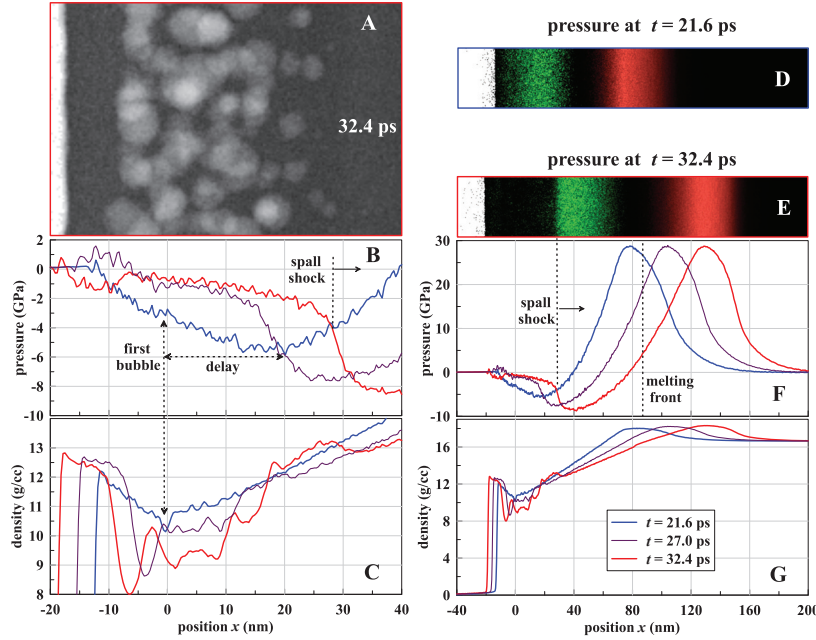 A
32.4 ps
pressure at t = 21.6 ps
D
pressure at t = 32.4 ps
E
2
0
-2
-4
-6
-8
-10
pressure (GPa)
B
spall
shock
first
bubble
delay
13
12
11
10
9
8
density (g/cc)
C
-20 -10 0 10 20 30 40
position x (nm)
30
20
10
0
-10
pressure (GPa)
spall
shock
melting
front
F
16
12
8
4
0
density (g/cc)
t = 21.6 ps
t = 27.0 ps
t = 32.4 ps
G
-40 0 40 80 120 160 200
position x (nm)